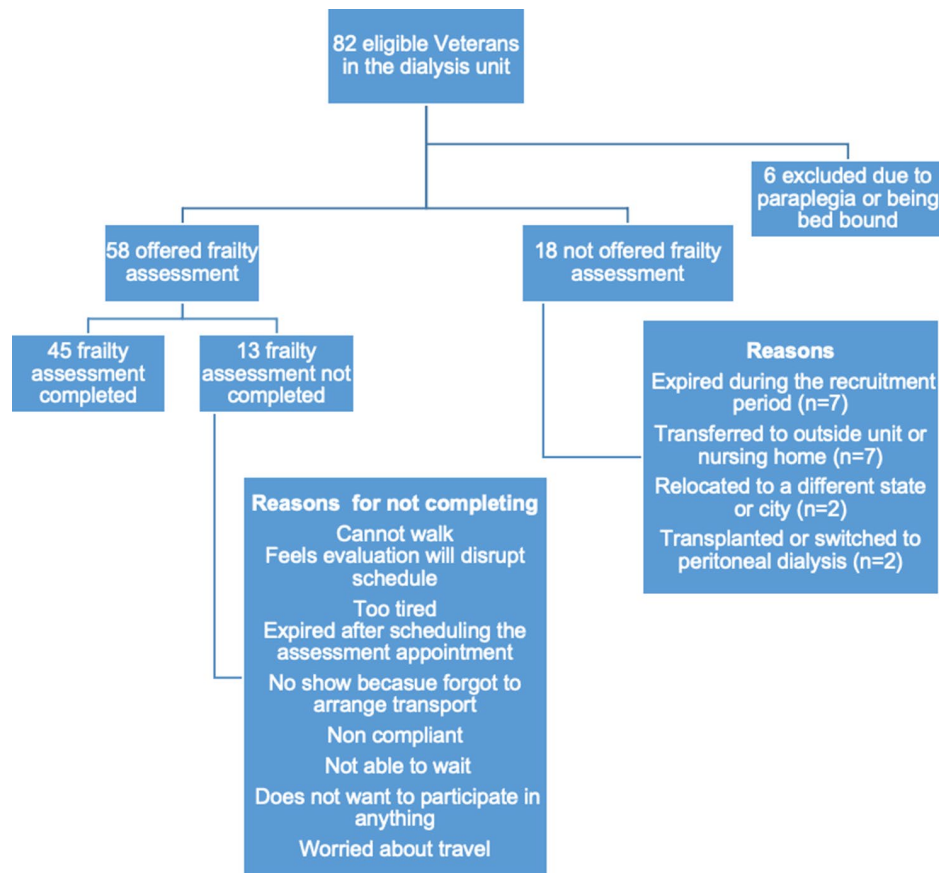 82 eligible Veterans
in the dialysis unit
6 excluded due to
paraplegia or being
bed bound
58 offered frailty
assessment
18 not offered frailty
assessment
45 frailty
assessment
completed
13 frailty
assessment not
completed
Reasons
Expired during the recruitment
period (n=7)
Transferred to outside unit or
nursing home (n=7)
Relocated to a different state
or city (n=2)
Transplanted or switched to
peritoneal dialysis (n=2)
Reasons for not completing
Cannot walk
Feels evaluation will disrupt
schedule
Too tired
Expired after scheduling the
assessment appointment
No show becasue forgot to
arrange transport
Non compliant
Not able to wait
Does not want to participate in
anything
Worried about travel